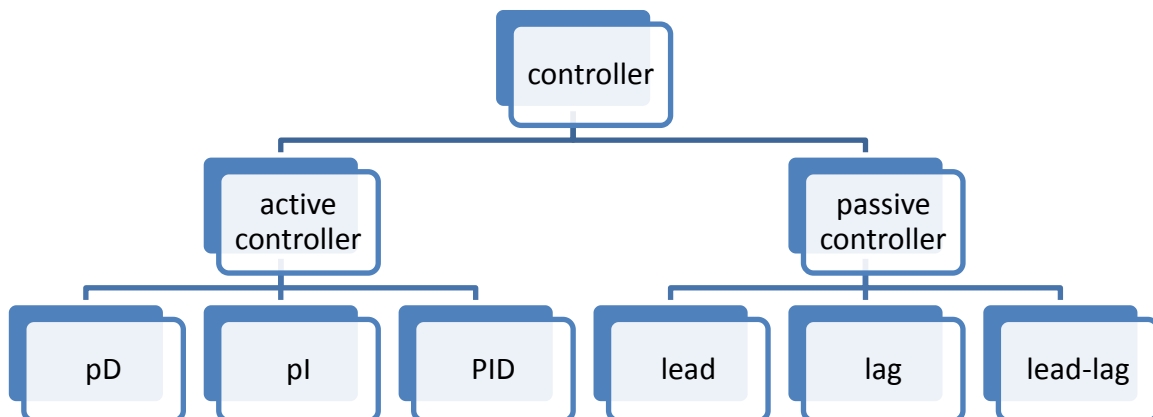 controller
active
controller
passive
controller
pD
pI
PID
lead
lag
lead-lag